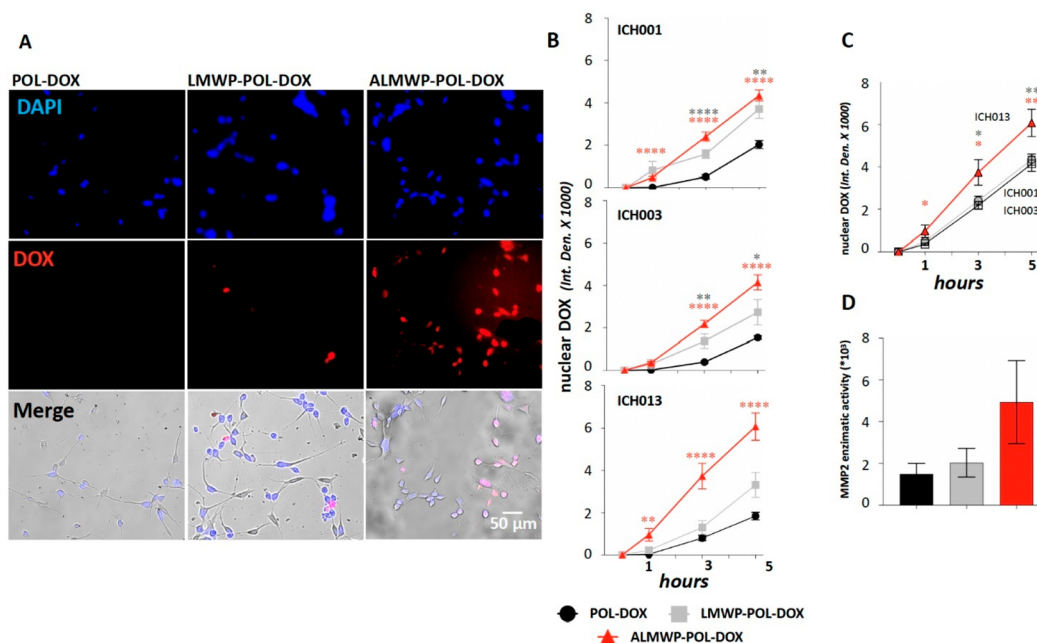 A
POL-DOX LMWP-POL-DOX ALMWP-POL-DOX
DAPI
DOX
Merge
50 µm
B
ICH001
8
6
4
2
0
****
****
****
**
****
ICH003
8
6
4
2
0
**
****
*
****
nuclear DOX (Int. Den. X 1000)
ICH013
8
6
4
2
0
**
****
****
1 3 5
hours
POL-DOX LMWP-POL-DOX
ALMWP-POL-DOX
C
nuclear DOX (Int. Den. X 1000)
8
6
4
2
0
ICH013
*
*
*
**
**
ICH001
ICH003
1 3 5
hours
D
MMP2 enzimatic activity (*10³)
8
6
4
2
0